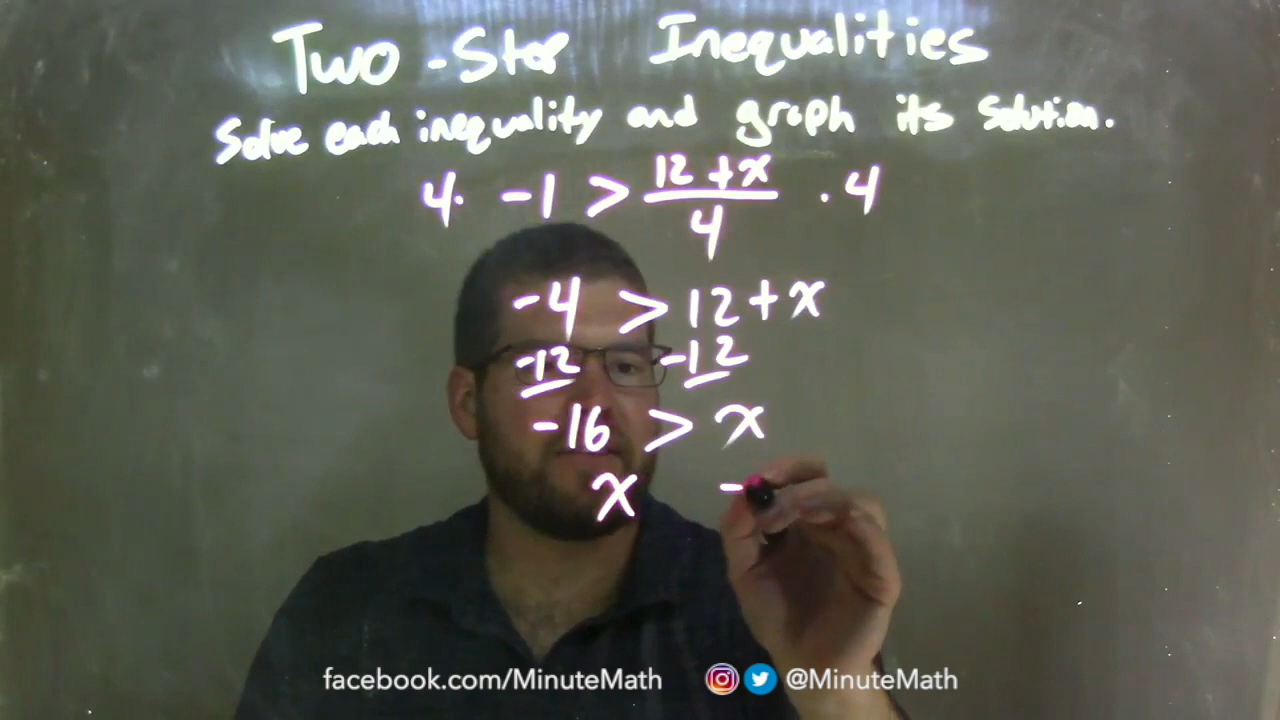 Two-Step Inequalities
Solve each inequality and graph its solution.
4· -1 > 12+x/4 ·4
-4 > 12+x
-12 -12
-16 > x
x -
facebook.com/MinuteMath @MinuteMath